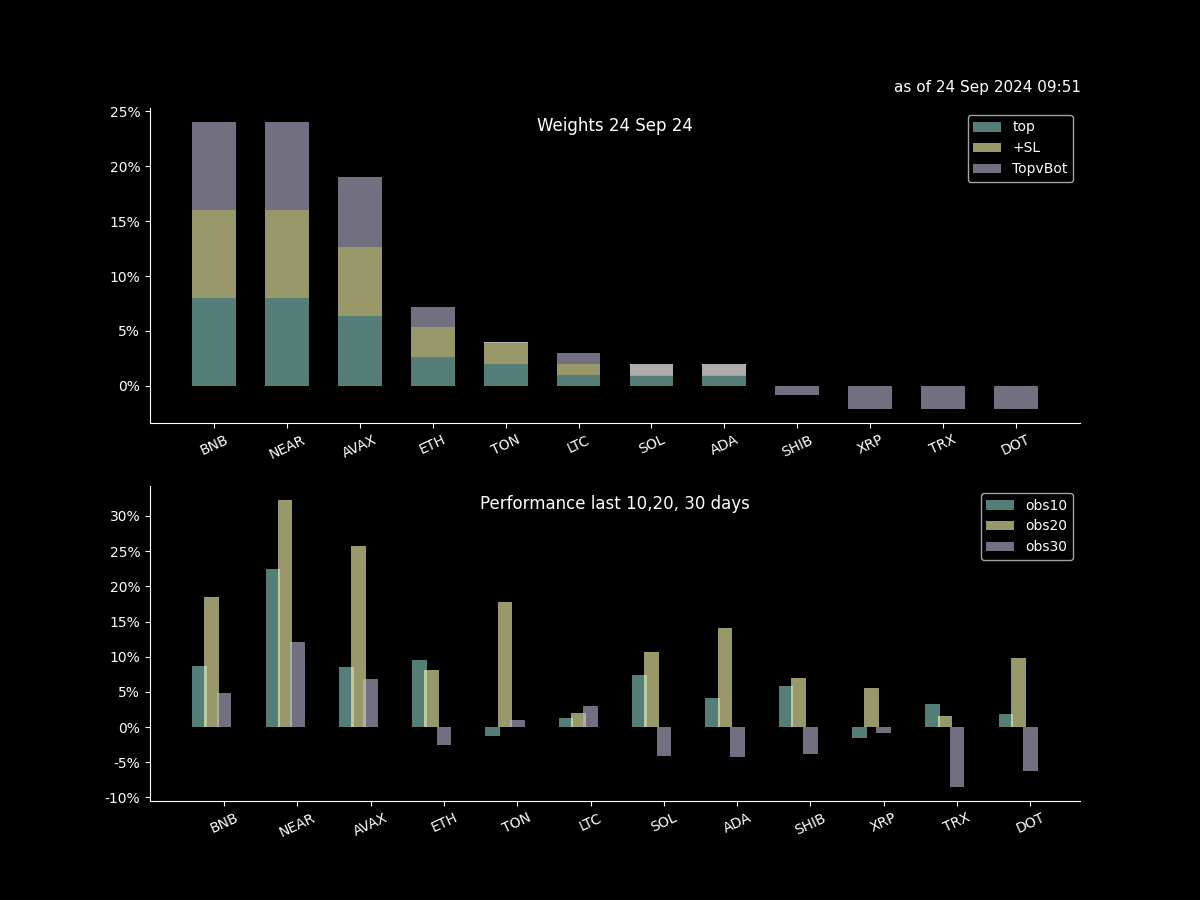 as of 24 Sep 2024 09:51
Weights 24 Sep 24
25%
20%
15%
10%
5%
0%
top
+SL
TopvBot
BNB NEAR AVAX ETH TON LTC SOL ADA SHIB XRP TRX DOT
Performance last 10,20, 30 days
30%
25%
20%
15%
10%
5%
0%
-5%
-10%
obs10
obs20
obs30
BNB NEAR AVAX ETH TON LTC SOL ADA SHIB XRP TRX DOT